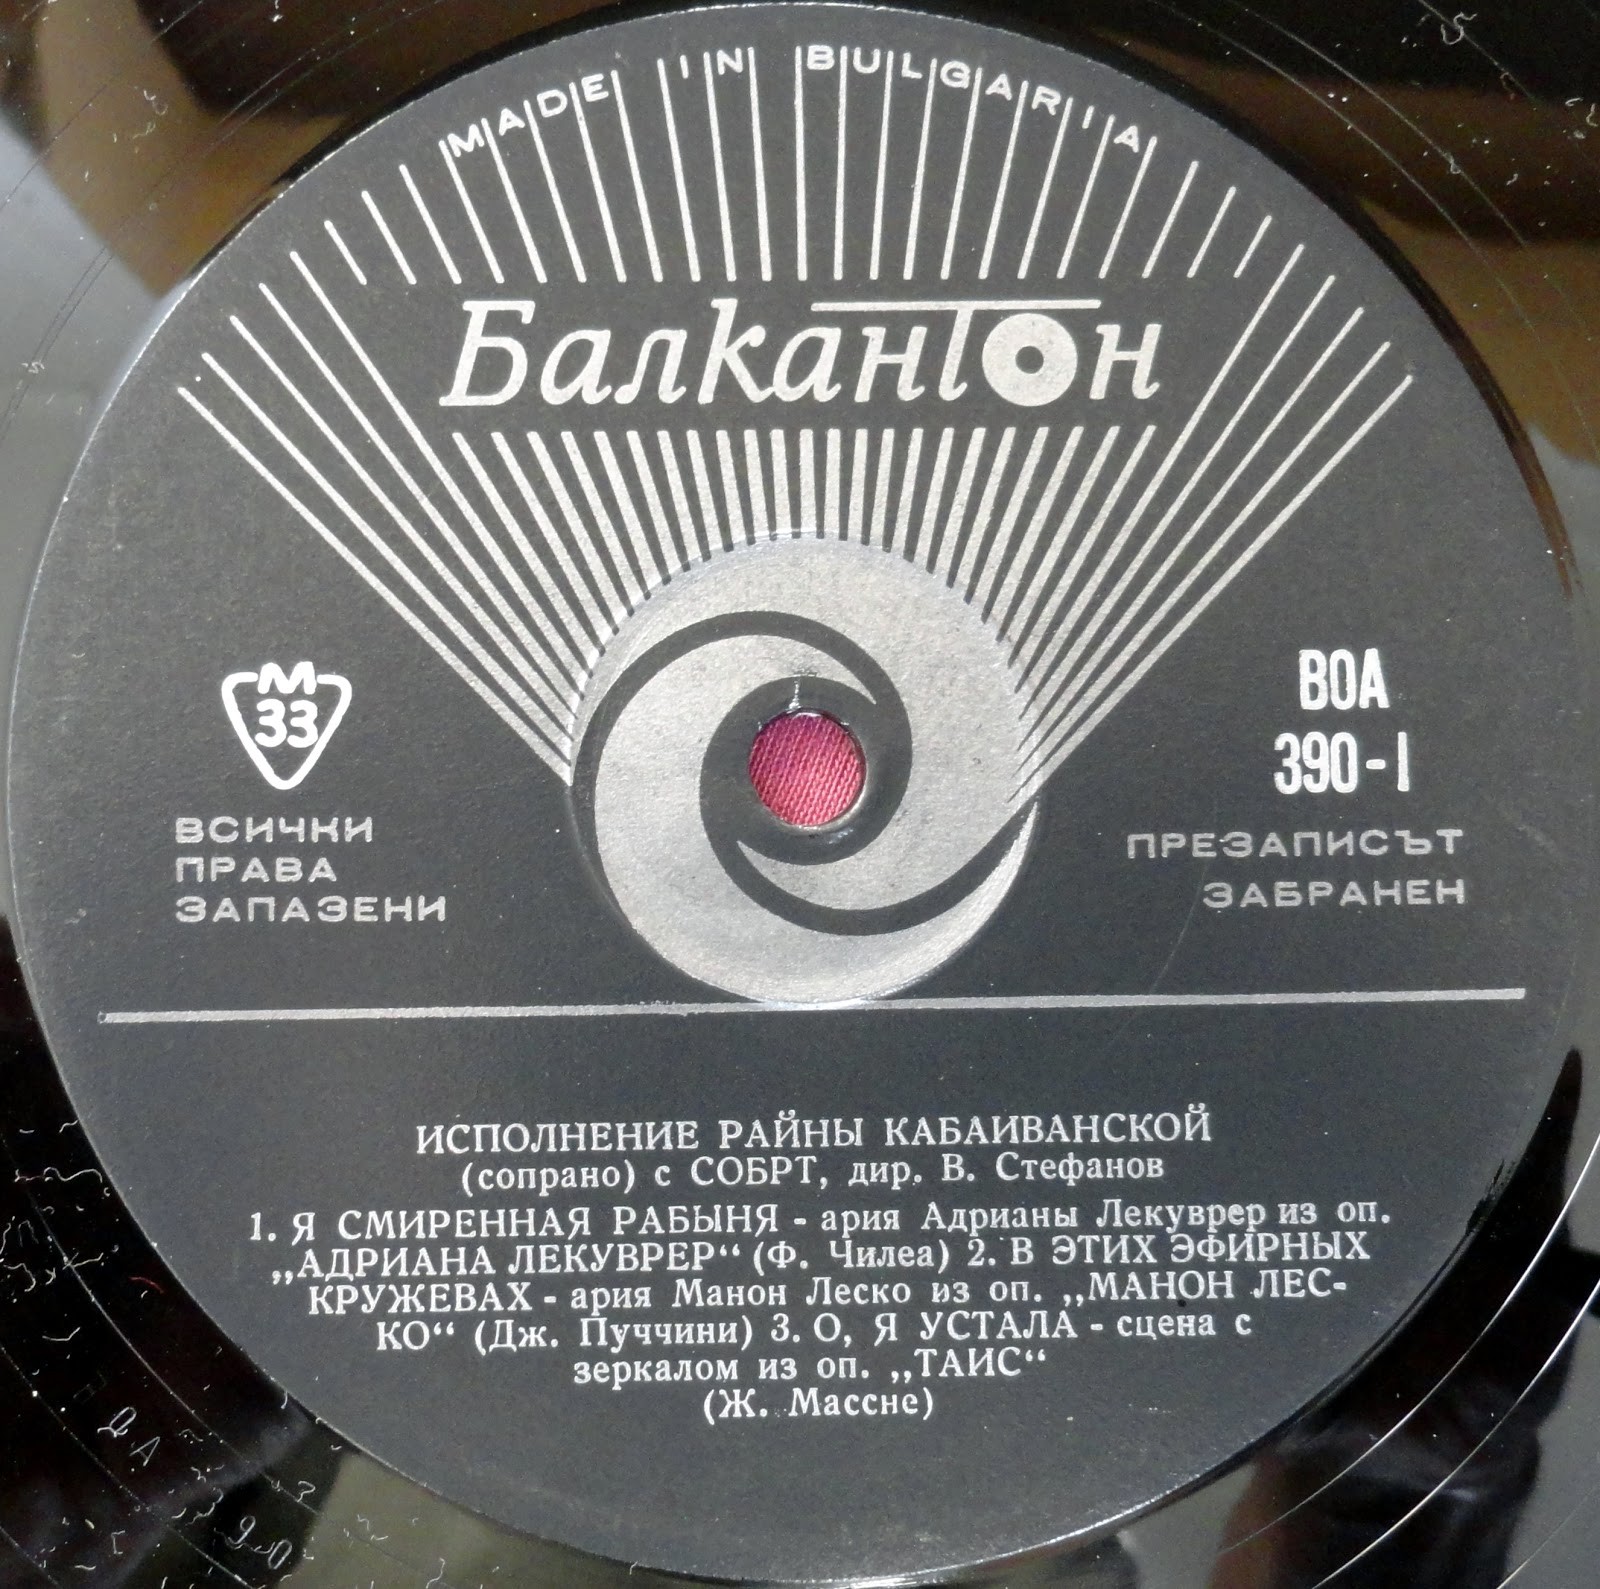 MADE IN BULGARIA
Балкантон
М
33
ВСИЧКИ
ПРАВА
ЗАПАЗЕНИ
ВОА
390-I
ПРЕЗАПИСЪТ
ЗАБРАНЕН
ИСПОЛНЕНИЕ РАЙНЫ КАБАИВАНСКОЙ
(сопрано) с СОБРТ, дир. В. Стефанов
1. Я СМИРЕННАЯ РАБЫНЯ - ария Адрианы Лекуврер из оп.
„АДРИАНА ЛЕКУВРЕР“ (Ф. Чилеа) 2. В ЭТИХ ЭФИРНЫХ
КРУЖЕВАХ - ария Манон Леско из оп. „МАНОН ЛЕС-
КО“ (Дж. Пуччини) 3. О, Я УСТАЛА - сцена с
зеркалом из оп. „ТАИС“
(Ж. Массне)